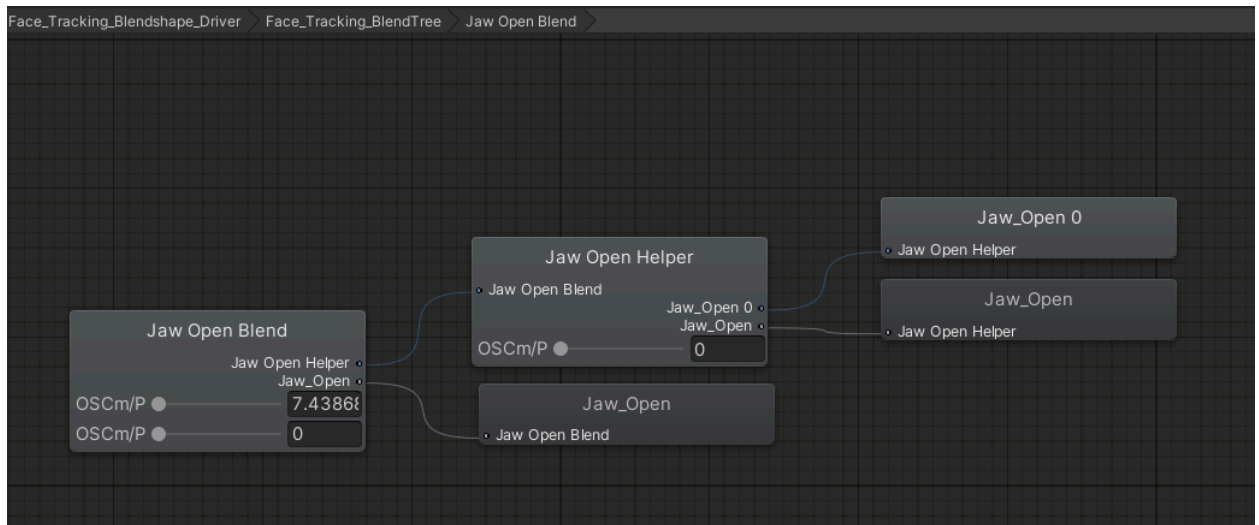 Face_Tracking_Blendshape_Driver Face_Tracking_BlendTree Jaw Open Blend
Jaw Open Blend
Jaw Open Helper
Jaw_Open
OSCm/P 7.43868
OSCm/P 0
Jaw Open Helper
Jaw Open Blend
Jaw_Open 0
Jaw_Open
OSCm/P 0
Jaw_Open
Jaw Open Blend
Jaw_Open 0
Jaw Open Helper
Jaw_Open
Jaw Open Helper